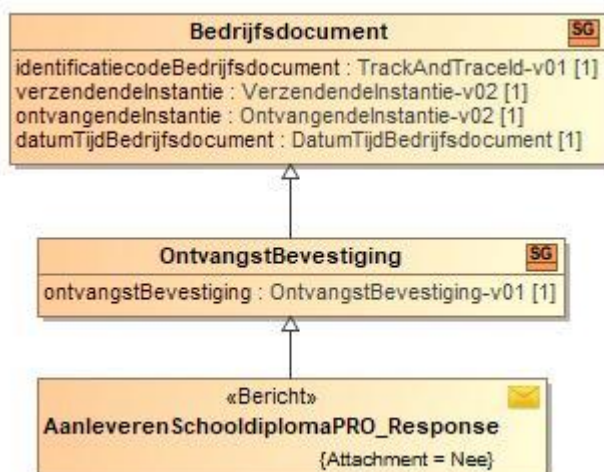 Bedrijfsdocument SG
identificatiecodeBedrijfsdocument : TrackAndTraceId-v01 [1]
verzendendeInstantie : VerzendendeInstantie-v02 [1]
ontvangendeInstantie : OntvangendeInstantie-v02 [1]
datumTijdBedrijfsdocument : DatumTijdBedrijfsdocument [1]
OntvangstBevestiging SG
ontvangstBevestiging : OntvangstBevestiging-v01 [1]
«Bericht»
AanleverenSchooldiplomaPRO_Response
{Attachment = Nee}